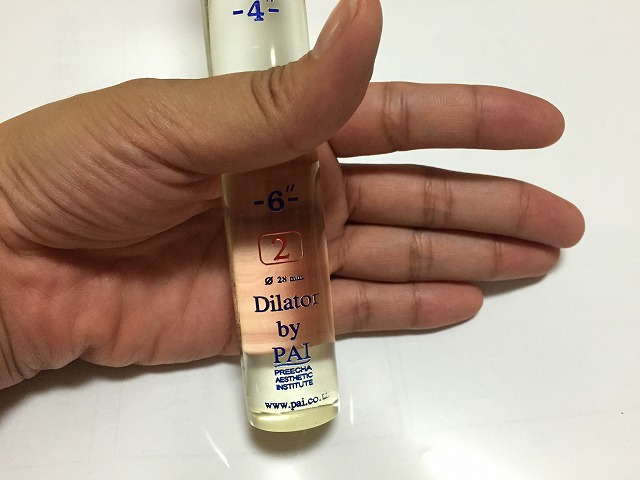 -4"-
-6"-
2
Ø 28 mm.
Dilator
by
PAI
PREECHA
AESTHETIC
INSTITUTE
www.pai.co.